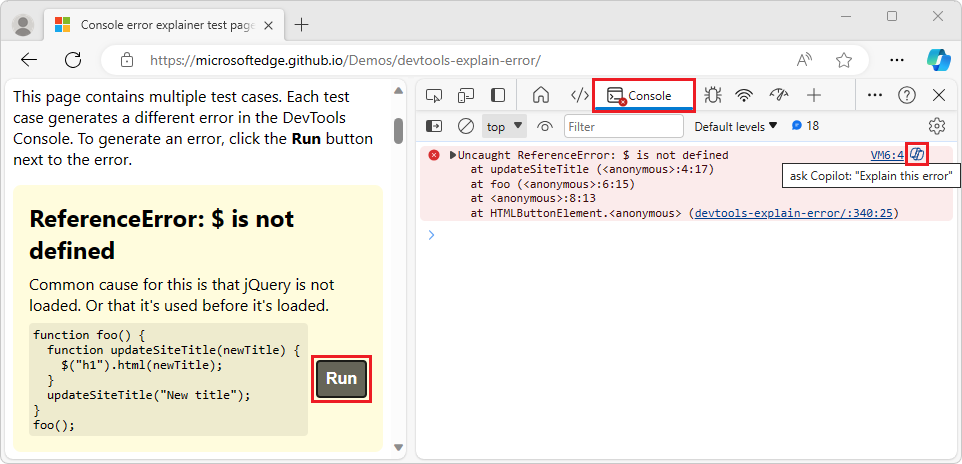 Console error explainer test page
https://microsoftedge.github.io/Demos/devtools-explain-error/
This page contains multiple test cases. Each test
case generates a different error in the DevTools
Console. To generate an error, click the Run button
next to the error.
ReferenceError: $ is not
defined
Common cause for this is that jQuery is not
loaded. Or that it's used before it's loaded.
function foo() {
function updateSiteTitle(newTitle) {
$("h1").html(newTitle);
}
updateSiteTitle("New title");
}
foo();
Run
Console
top
Filter
Default levels
18
Uncaught ReferenceError: $ is not defined
VM6:4
at updateSiteTitle (<anonymous>:4:17)
at foo (<anonymous>:6:15)
at <anonymous>:8:13
at HTMLButtonElement.<anonymous> (devtools-explain-error/:340:25)
ask Copilot: "Explain this error"